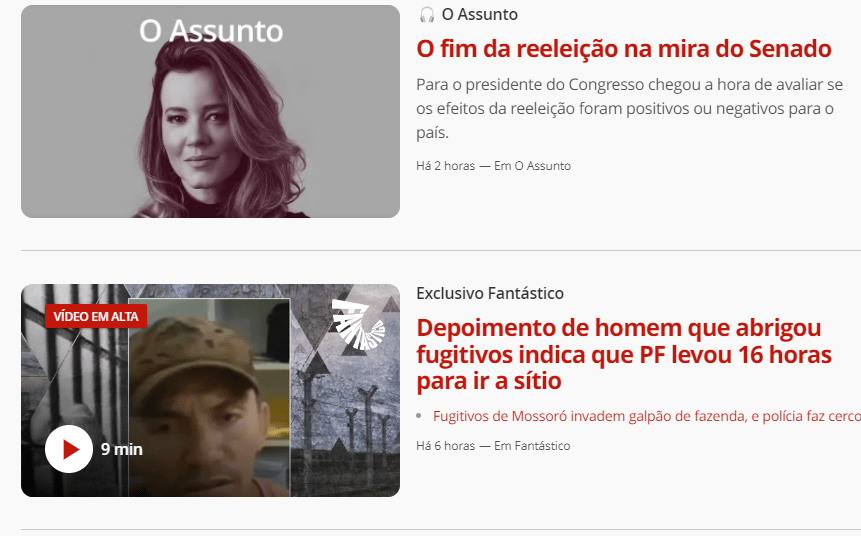 O Assunto
O Assunto
O fim da reeleição na mira do Senado
Para o presidente do Congresso chegou a hora de avaliar se
os efeitos da reeleição foram positivos ou negativos para o
país.
Há 2 horas — Em O Assunto
VÍDEO EM ALTA
9 min
Exclusivo Fantástico
Depoimento de homem que abrigou
fugitivos indica que PF levou 16 horas
para ir a sítio
Fugitivos de Mossoró invadem galpão de fazenda, e polícia faz cerco
Há 6 horas — Em Fantástico